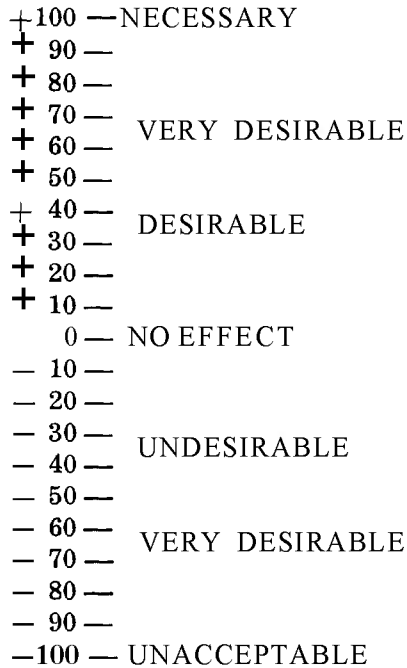 +100 — NECESSARY
+ 90 —
+ 80 —
+ 70 —
VERY DESIRABLE
+ 60 —
+ 50 —
+ 40 —
DESIRABLE
+ 30 —
+ 20 —
+ 10 —
0 — NO EFFECT
– 10 —
– 20 —
– 30 —
UNDESIRABLE
– 40 —
– 50 —
– 60 —
VERY DESIRABLE
– 70 —
– 80 —
– 90 —
–100 — UNACCEPTABLE